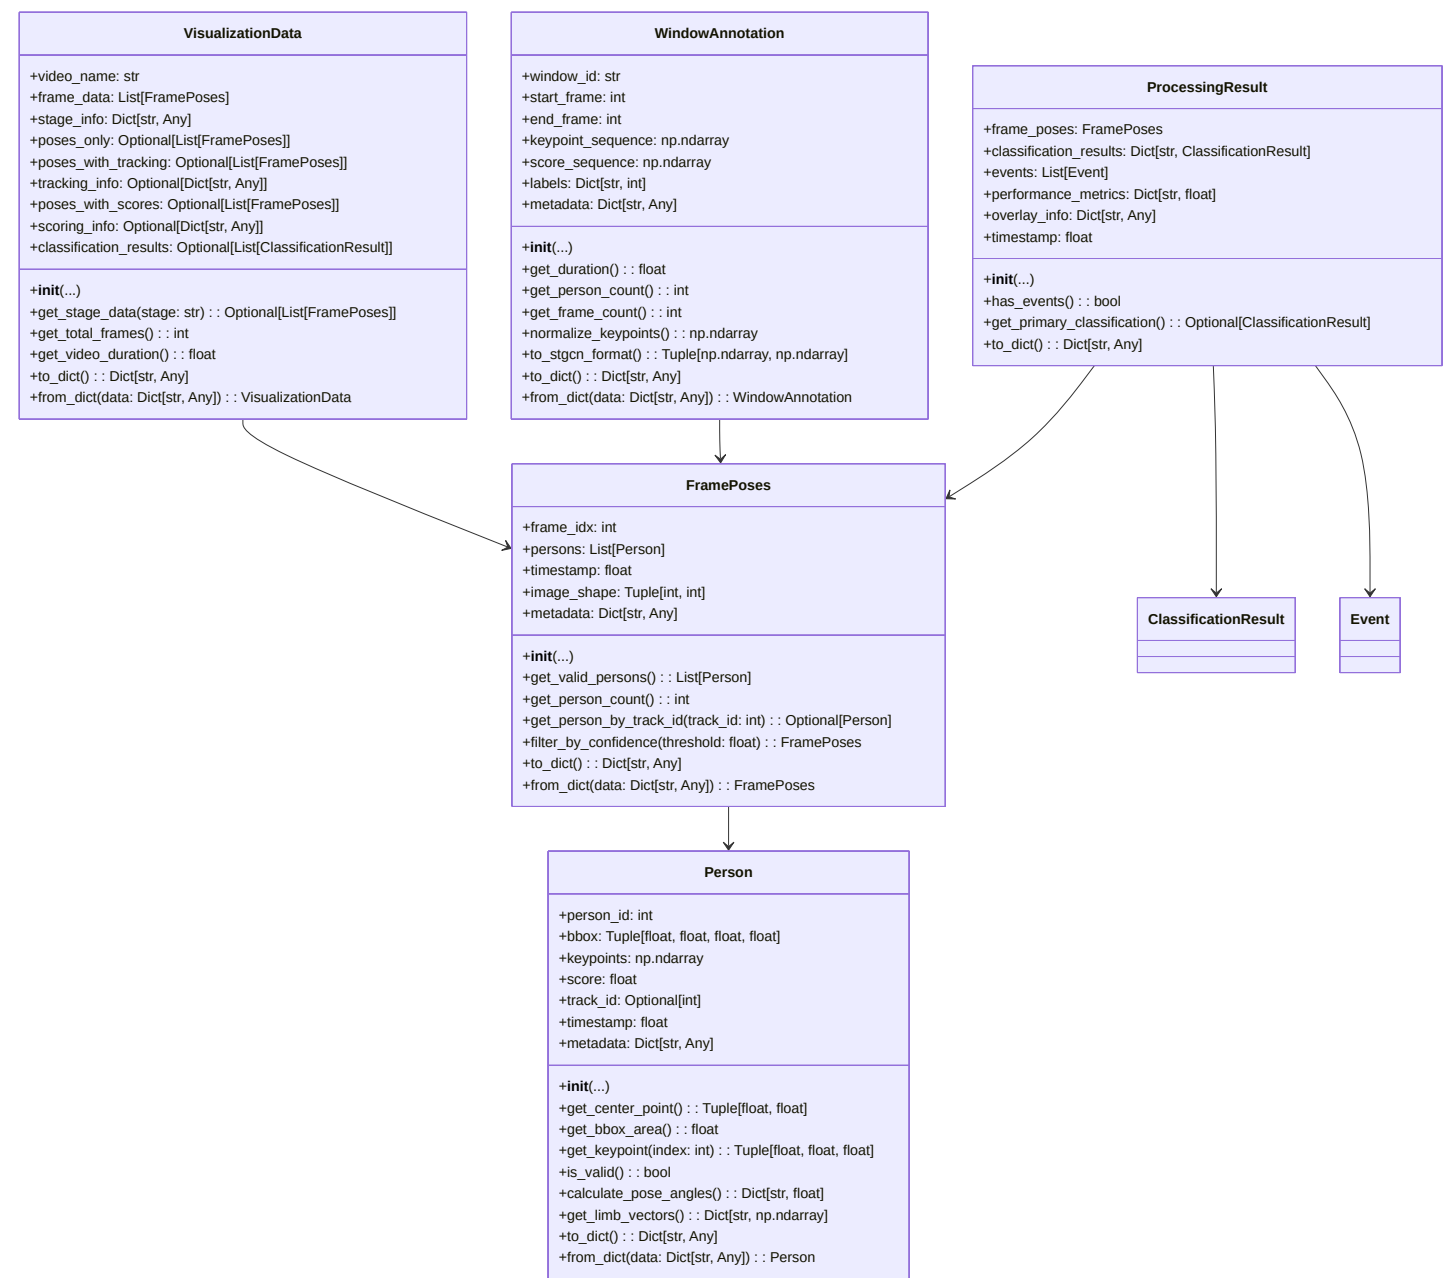 VisualizationData
+video_name: str
+frame_data: List[FramePoses]
+stage_info: Dict[str, Any]
+poses_only: Optional[List[FramePoses]]
+poses_with_tracking: Optional[List[FramePoses]]
+tracking_info: Optional[Dict[str, Any]]
+poses_with_scores: Optional[List[FramePoses]]
+scoring_info: Optional[Dict[str, Any]]
+classification_results: Optional[List[ClassificationResult]]
+init(...)
+get_stage_data(stage: str) : : Optional[List[FramePoses]]
+get_total_frames() : : int
+get_video_duration() : : float
+to_dict() : : Dict[str, Any]
+from_dict(data: Dict[str, Any]) : : VisualizationData
WindowAnnotation
+window_id: str
+start_frame: int
+end_frame: int
+keypoint_sequence: np.ndarray
+score_sequence: np.ndarray
+labels: Dict[str, int]
+metadata: Dict[str, Any]
+init(...)
+get_duration() : : float
+get_person_count() : : int
+get_frame_count() : : int
+normalize_keypoints() : : np.ndarray
+to_stgcn_format() : : Tuple[np.ndarray, np.ndarray]
+to_dict() : : Dict[str, Any]
+from_dict(data: Dict[str, Any]) : : WindowAnnotation
ProcessingResult
+frame_poses: FramePoses
+classification_results: Dict[str, ClassificationResult]
+events: List[Event]
+performance_metrics: Dict[str, float]
+overlay_info: Dict[str, Any]
+timestamp: float
+init(...)
+has_events() : : bool
+get_primary_classification() : : Optional[ClassificationResult]
+to_dict() : : Dict[str, Any]
FramePoses
+frame_idx: int
+persons: List[Person]
+timestamp: float
+image_shape: Tuple[int, int]
+metadata: Dict[str, Any]
+init(...)
+get_valid_persons() : : List[Person]
+get_person_count() : : int
+get_person_by_track_id(track_id: int) : : Optional[Person]
+filter_by_confidence(threshold: float) : : FramePoses
+to_dict() : : Dict[str, Any]
+from_dict(data: Dict[str, Any]) : : FramePoses
ClassificationResult
Event
Person
+person_id: int
+bbox: Tuple[float, float, float, float]
+keypoints: np.ndarray
+score: float
+track_id: Optional[int]
+timestamp: float
+metadata: Dict[str, Any]
+init(...)
+get_center_point() : : Tuple[float, float]
+get_bbox_area() : : float
+get_keypoint(index: int) : : Tuple[float, float, float]
+is_valid() : : bool
+calculate_pose_angles() : : Dict[str, float]
+get_limb_vectors() : : Dict[str, np.ndarray]
+to_dict() : : Dict[str, Any]
+from_dict(data: Dict[str, Any]) : : Person